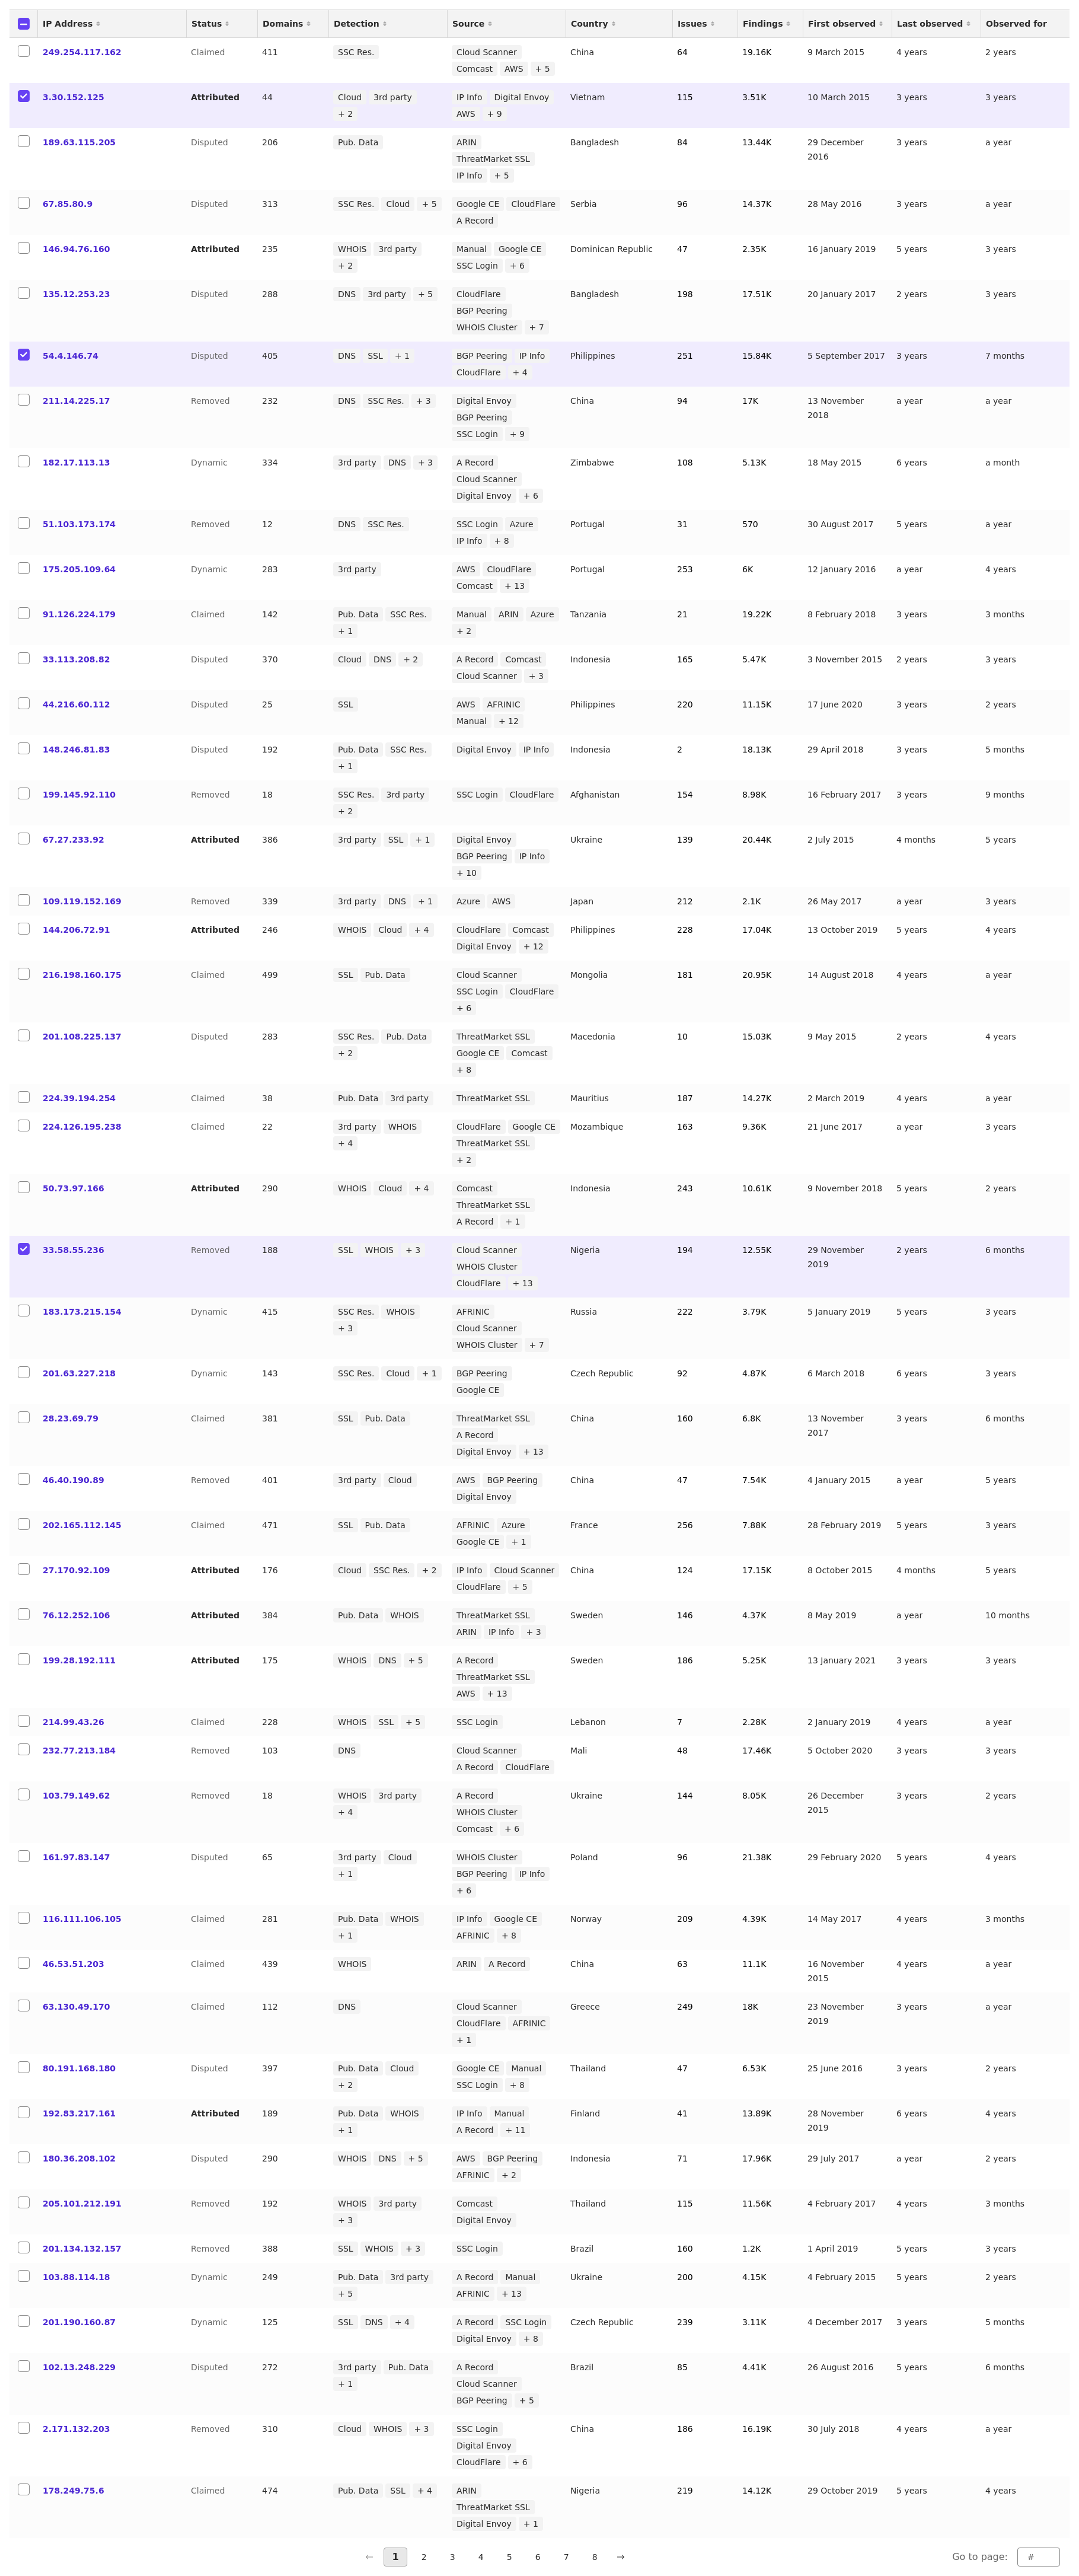 IP Address Status Domains Detection Source Country Issues Findings First observed Last observed Observed for
249.254.117.162 Claimed 411 SSC Res. Cloud Scanner China 64 19.16K 9 March 2015 4 years 2 years
Comcast AWS + 5
3.30.152.125 Attributed 44 Cloud 3rd party IP Info Digital Envoy Vietnam 115 3.51K 10 March 2015 3 years 3 years
+ 2 AWS + 9
189.63.115.205 Disputed 206 Pub. Data ARIN Bangladesh 84 13.44K 29 December 3 years a year
ThreatMarket SSL 2016
IP Info + 5
67.85.80.9 Disputed 313 SSC Res. Cloud + 5 Google CE CloudFlare Serbia 96 14.37K 28 May 2016 3 years a year
A Record
146.94.76.160 Attributed 235 WHOIS 3rd party Manual Google CE Dominican Republic 47 2.35K 16 January 2019 5 years 3 years
+ 2 SSC Login + 6
135.12.253.23 Disputed 288 DNS 3rd party + 5 CloudFlare Bangladesh 198 17.51K 20 January 2017 2 years 3 years
BGP Peering
WHOIS Cluster + 7
54.4.146.74 Disputed 405 DNS SSL + 1 BGP Peering IP Info Philippines 251 15.84K 5 September 2017 3 years 7 months
CloudFlare + 4
211.14.225.17 Removed 232 DNS SSC Res. + 3 Digital Envoy China 94 17K 13 November a year a year
BGP Peering 2018
SSC Login + 9
182.17.113.13 Dynamic 334 3rd party DNS + 3 A Record Zimbabwe 108 5.13K 18 May 2015 6 years a month
Cloud Scanner
Digital Envoy + 6
51.103.173.174 Removed 12 DNS SSC Res. SSC Login Azure Portugal 31 570 30 August 2017 5 years a year
IP Info + 8
175.205.109.64 Dynamic 283 3rd party AWS CloudFlare Portugal 253 6K 12 January 2016 a year 4 years
Comcast + 13
91.126.224.179 Claimed 142 Pub. Data SSC Res. Manual ARIN Azure Tanzania 21 19.22K 8 February 2018 3 years 3 months
+ 1 + 2
33.113.208.82 Disputed 370 Cloud DNS + 2 A Record Comcast Indonesia 165 5.47K 3 November 2015 2 years 3 years
Cloud Scanner + 3
44.216.60.112 Disputed 25 SSL AWS AFRINIC Philippines 220 11.15K 17 June 2020 3 years 2 years
Manual + 12
148.246.81.83 Disputed 192 Pub. Data SSC Res. Digital Envoy IP Info Indonesia 2 18.13K 29 April 2018 3 years 5 months
+ 1
199.145.92.110 Removed 18 SSC Res. 3rd party SSC Login CloudFlare Afghanistan 154 8.98K 16 February 2017 3 years 9 months
+ 2
67.27.233.92 Attributed 386 3rd party SSL + 1 Digital Envoy Ukraine 139 20.44K 2 July 2015 4 months 5 years
BGP Peering IP Info
+ 10
109.119.152.169 Removed 339 3rd party DNS + 1 Azure AWS Japan 212 2.1K 26 May 2017 a year 3 years
144.206.72.91 Attributed 246 WHOIS Cloud + 4 CloudFlare Comcast Philippines 228 17.04K 13 October 2019 5 years 4 years
Digital Envoy + 12
216.198.160.175 Claimed 499 SSL Pub. Data Cloud Scanner Mongolia 181 20.95K 14 August 2018 4 years a year
SSC Login CloudFlare
+ 6
201.108.225.137 Disputed 283 SSC Res. Pub. Data ThreatMarket SSL Macedonia 10 15.03K 9 May 2015 2 years 4 years
+ 2 Google CE Comcast
+ 8
224.39.194.254 Claimed 38 Pub. Data 3rd party ThreatMarket SSL Mauritius 187 14.27K 2 March 2019 4 years a year
224.126.195.238 Claimed 22 3rd party WHOIS CloudFlare Google CE Mozambique 163 9.36K 21 June 2017 a year 3 years
+ 4 ThreatMarket SSL
+ 2
50.73.97.166 Attributed 290 WHOIS Cloud + 4 Comcast Indonesia 243 10.61K 9 November 2018 5 years 2 years
ThreatMarket SSL
A Record + 1
33.58.55.236 Removed 188 SSL WHOIS + 3 Cloud Scanner Nigeria 194 12.55K 29 November 2 years 6 months
WHOIS Cluster 2019
CloudFlare + 13
183.173.215.154 Dynamic 415 SSC Res. WHOIS AFRINIC Russia 222 3.79K 5 January 2019 5 years 3 years
+ 3 Cloud Scanner
WHOIS Cluster + 7
201.63.227.218 Dynamic 143 SSC Res. Cloud + 1 BGP Peering Czech Republic 92 4.87K 6 March 2018 6 years 3 years
Google CE
28.23.69.79 Claimed 381 SSL Pub. Data ThreatMarket SSL China 160 6.8K 13 November 3 years 6 months
A Record 2017
Digital Envoy + 13
46.40.190.89 Removed 401 3rd party Cloud AWS BGP Peering China 47 7.54K 4 January 2015 a year 5 years
Digital Envoy
202.165.112.145 Claimed 471 SSL Pub. Data AFRINIC Azure France 256 7.88K 28 February 2019 5 years 3 years
Google CE + 1
27.170.92.109 Attributed 176 Cloud SSC Res. + 2 IP Info Cloud Scanner China 124 17.15K 8 October 2015 4 months 5 years
CloudFlare + 5
76.12.252.106 Attributed 384 Pub. Data WHOIS ThreatMarket SSL Sweden 146 4.37K 8 May 2019 a year 10 months
ARIN IP Info + 3
199.28.192.111 Attributed 175 WHOIS DNS + 5 A Record Sweden 186 5.25K 13 January 2021 3 years 3 years
ThreatMarket SSL
AWS + 13
214.99.43.26 Claimed 228 WHOIS SSL + 5 SSC Login Lebanon 7 2.28K 2 January 2019 4 years a year
232.77.213.184 Removed 103 DNS Cloud Scanner Mali 48 17.46K 5 October 2020 3 years 3 years
A Record CloudFlare
103.79.149.62 Removed 18 WHOIS 3rd party A Record Ukraine 144 8.05K 26 December 3 years 2 years
+ 4 WHOIS Cluster 2015
Comcast + 6
161.97.83.147 Disputed 65 3rd party Cloud WHOIS Cluster Poland 96 21.38K 29 February 2020 5 years 4 years
+ 1 BGP Peering IP Info
+ 6
116.111.106.105 Claimed 281 Pub. Data WHOIS IP Info Google CE Norway 209 4.39K 14 May 2017 4 years 3 months
+ 1 AFRINIC + 8
46.53.51.203 Claimed 439 WHOIS ARIN A Record China 63 11.1K 16 November 4 years a year
2015
63.130.49.170 Claimed 112 DNS Cloud Scanner Greece 249 18K 23 November 3 years a year
CloudFlare AFRINIC 2019
+ 1
80.191.168.180 Disputed 397 Pub. Data Cloud Google CE Manual Thailand 47 6.53K 25 June 2016 3 years 2 years
+ 2 SSC Login + 8
192.83.217.161 Attributed 189 Pub. Data WHOIS IP Info Manual Finland 41 13.89K 28 November 6 years 4 years
+ 1 A Record + 11 2019
180.36.208.102 Disputed 290 WHOIS DNS + 5 AWS BGP Peering Indonesia 71 17.96K 29 July 2017 a year 2 years
AFRINIC + 2
205.101.212.191 Removed 192 WHOIS 3rd party Comcast Thailand 115 11.56K 4 February 2017 4 years 3 months
+ 3 Digital Envoy
201.134.132.157 Removed 388 SSL WHOIS + 3 SSC Login Brazil 160 1.2K 1 April 2019 5 years 3 years
103.88.114.18 Dynamic 249 Pub. Data 3rd party A Record Manual Ukraine 200 4.15K 4 February 2015 5 years 2 years
+ 5 AFRINIC + 13
201.190.160.87 Dynamic 125 SSL DNS + 4 A Record SSC Login Czech Republic 239 3.11K 4 December 2017 3 years 5 months
Digital Envoy + 8
102.13.248.229 Disputed 272 3rd party Pub. Data A Record Brazil 85 4.41K 26 August 2016 5 years 6 months
+ 1 Cloud Scanner
BGP Peering + 5
2.171.132.203 Removed 310 Cloud WHOIS + 3 SSC Login China 186 16.19K 30 July 2018 4 years a year
Digital Envoy
CloudFlare + 6
178.249.75.6 Claimed 474 Pub. Data SSL + 4 ARIN Nigeria 219 14.12K 29 October 2019 5 years 4 years
ThreatMarket SSL
Digital Envoy + 1
← 1 2 3 4 5 6 7 8 → Go to page: #